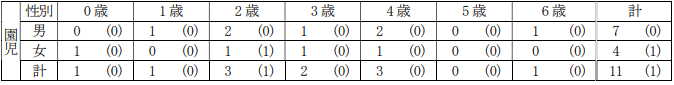 園児 性別 0歳 1歳 2歳 3歳 4歳 5歳 6歳 計
男 0 (0) 1 (0) 2 (0) 1 (0) 2 (0) 0 (0) 1 (0) 7 (0)
女 1 (0) 0 (0) 1 (1) 1 (0) 1 (0) 0 (0) 0 (0) 4 (1)
計 1 (0) 1 (0) 3 (1) 2 (0) 3 (0) 0 (0) 1 (0) 11 (1)